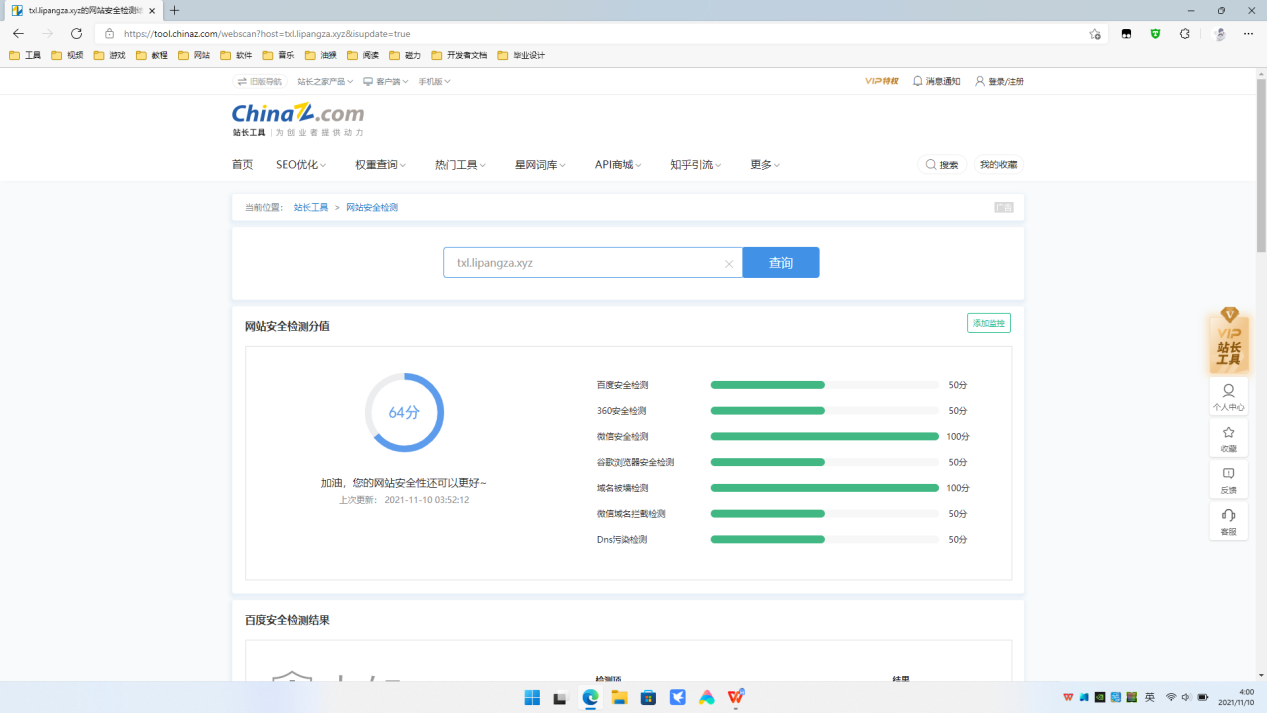 txl.lipangza.xyz的网站安全检测
https://tool.chinaz.com/webscan?host=txl.lipangza.xyz&isupdate=true
工具 视频 游戏 教程 网站 软件 音乐 油猴 阅读 磁力 开发者文档 毕业设计
旧版导航 站长之家产品 客户端 手机版 VIP特权 消息通知 登录/注册
ChinaZ.com
站长工具 | 为创业者提供动力
首页 SEO优化 权重查询 热门工具 星网词库 API商城 知乎引流 更多 搜索 我的收藏
当前位置: 站长工具 > 网站安全检测 广告
txl.lipangza.xyz 查询
网站安全检测分值 添加监控
64分
加油，您的网站安全性还可以更好~
上次更新： 2021-11-10 03:52:12
百度安全检测 50分
360安全检测 50分
微信安全检测 100分
谷歌浏览器安全检测 50分
域名被墙检测 100分
微信域名拦截检测 50分
Dns污染检测 50分
百度安全检测结果
检测项 结果
VIP
站长
工具
个人中心
收藏
反馈
客服
英
4:00
2021/11/10